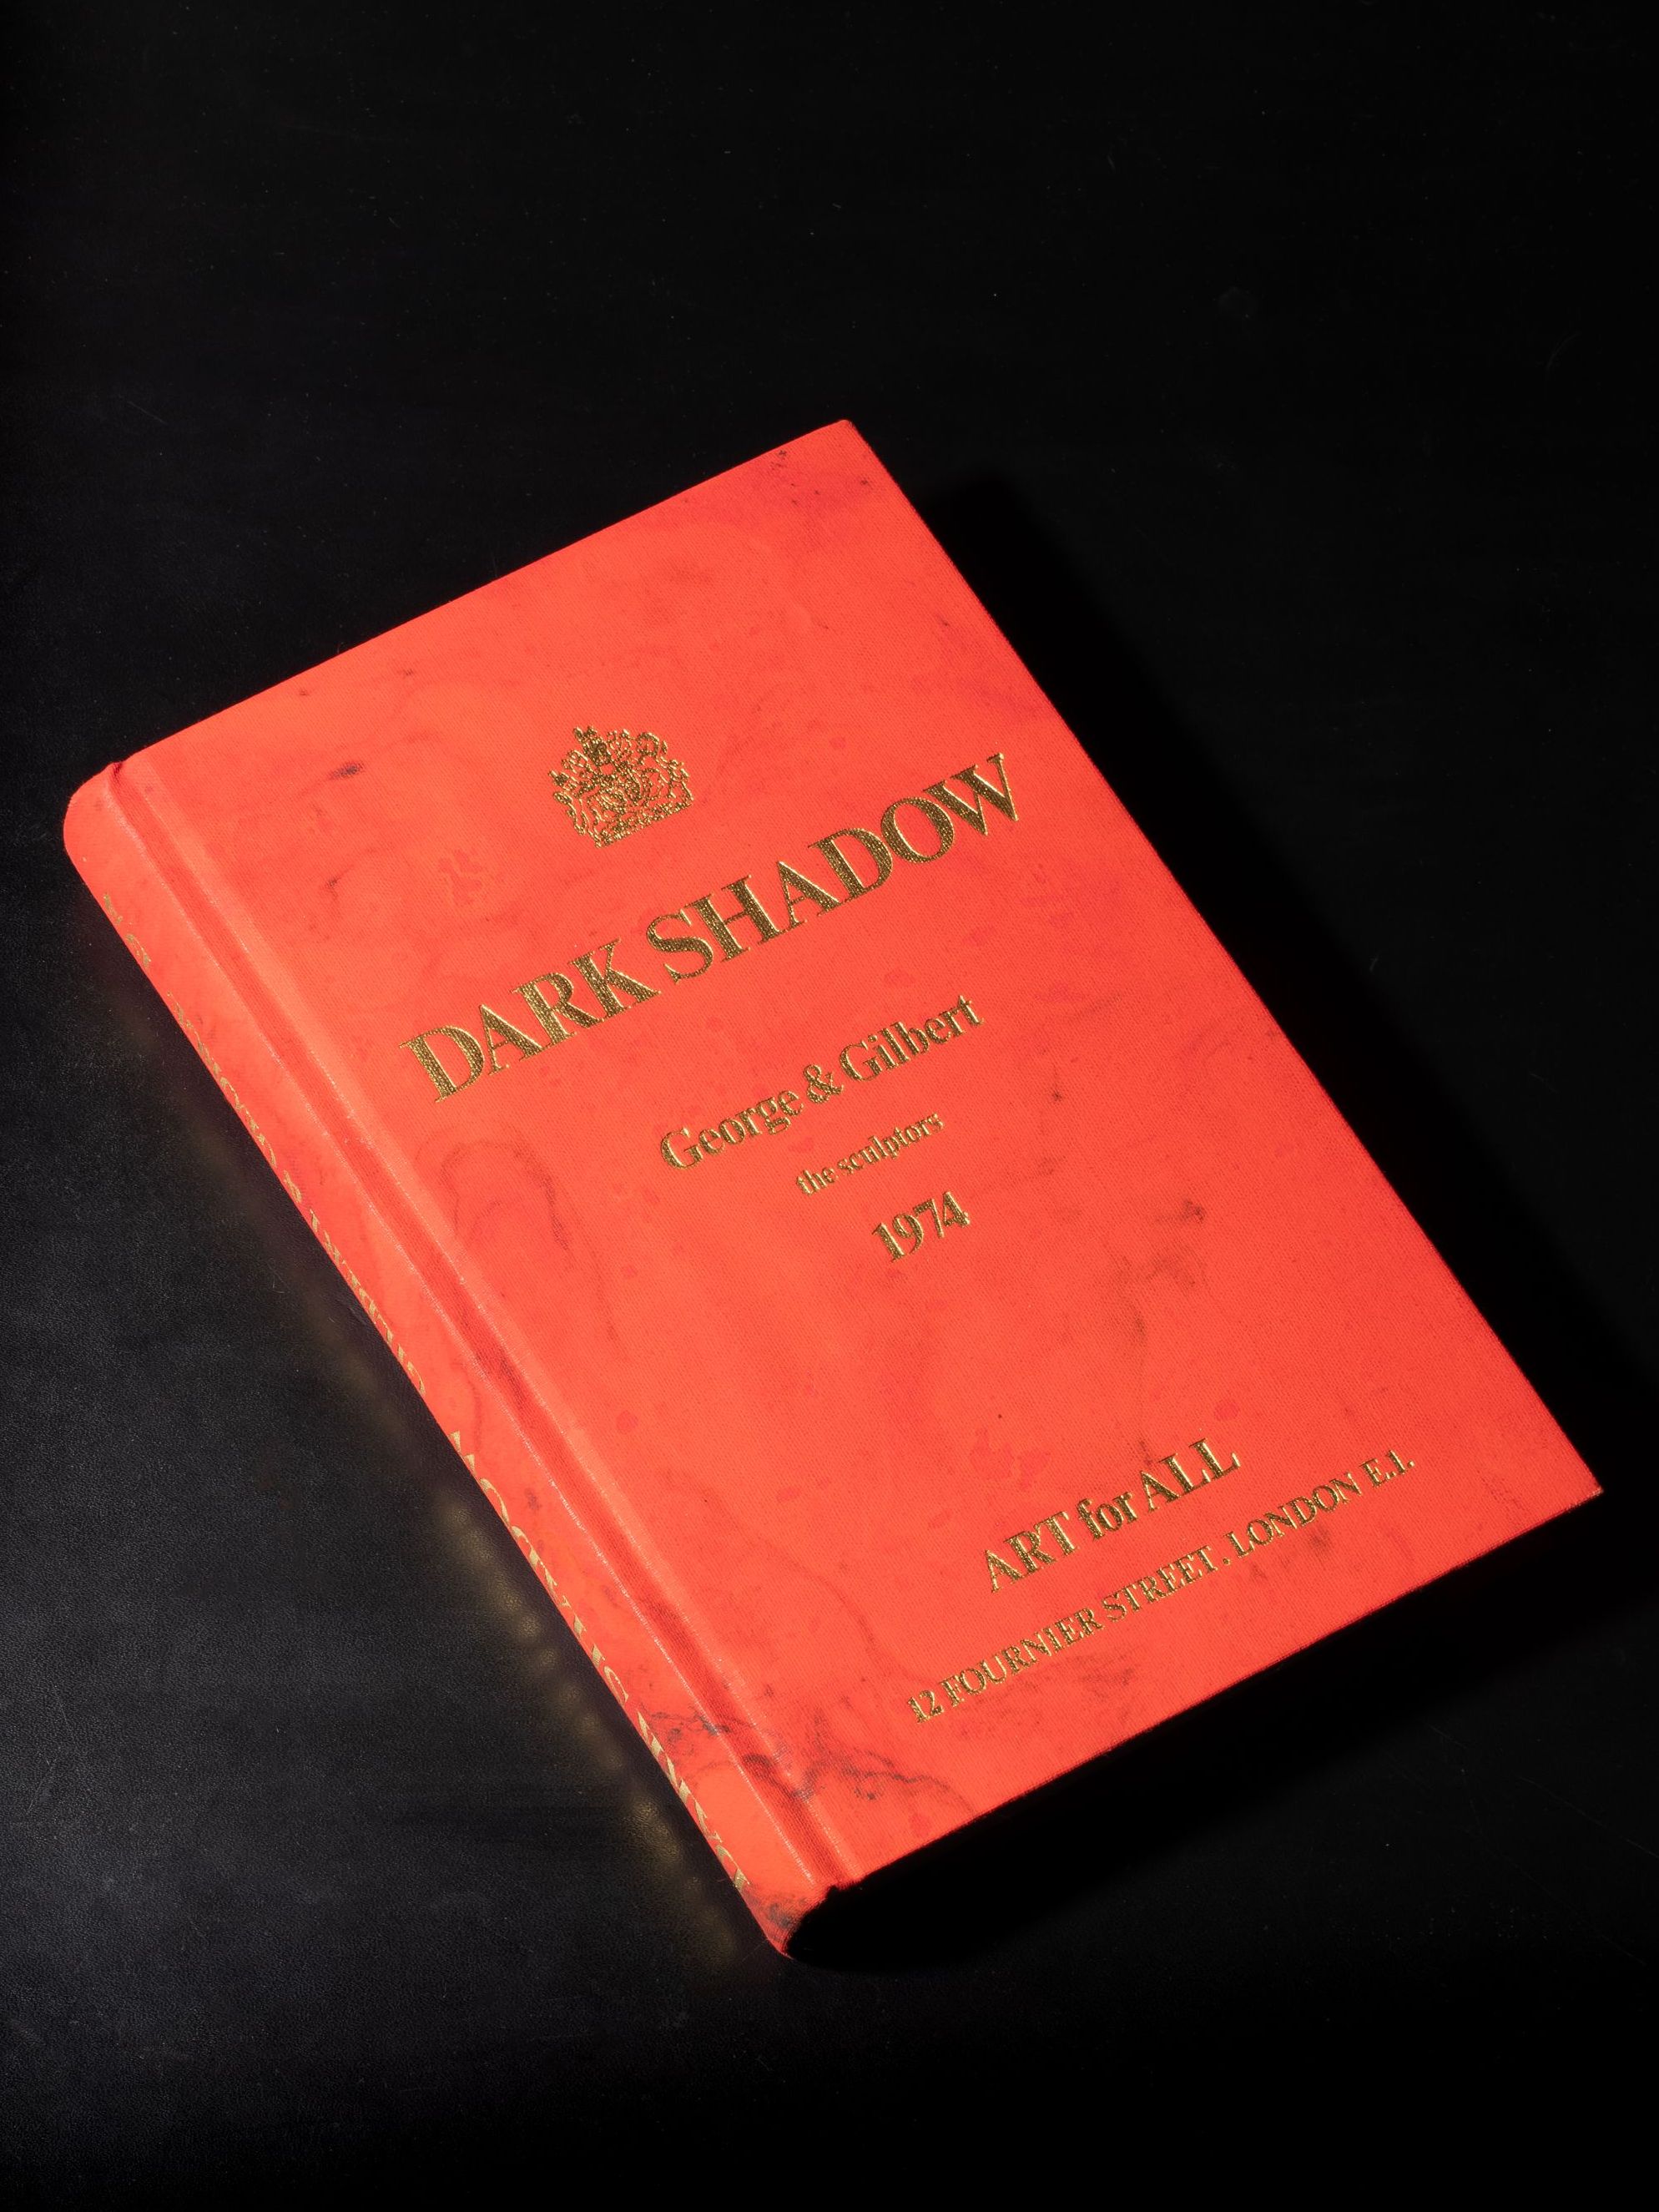 DARK SHADOW
George & Gilbert
the sculptors
1974
ART for ALL
12 FOURNIER STREET. LONDON E.1.